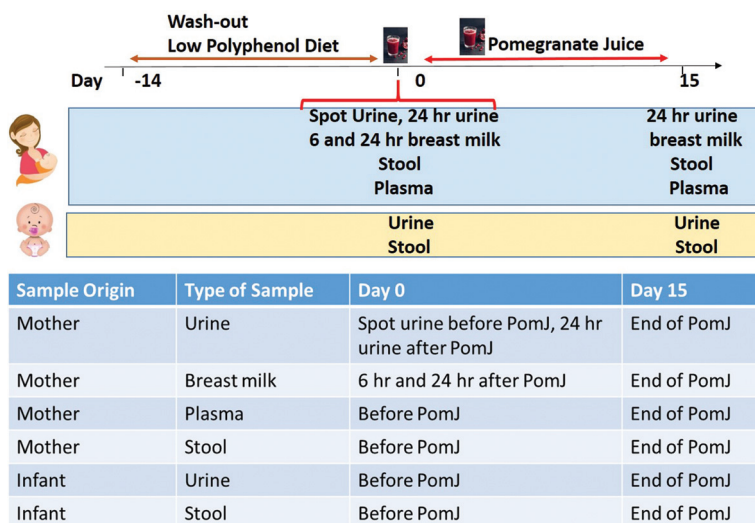 Wash-out
Low Polyphenol Diet
Pomegranate Juice
Day -14 0 15
Spot Urine, 24 hr urine 24 hr urine
6 and 24 hr breast milk breast milk
Stool Stool
Plasma Plasma
Urine Urine
Stool Stool
Sample Origin Type of Sample Day 0 Day 15
Mother Urine Spot urine before PomJ, 24 hr End of PomJ
urine after PomJ
Mother Breast milk 6 hr and 24 hr after PomJ End of PomJ
Mother Plasma Before PomJ End of PomJ
Mother Stool Before PomJ End of PomJ
Infant Urine Before PomJ End of PomJ
Infant Stool Before PomJ End of PomJ